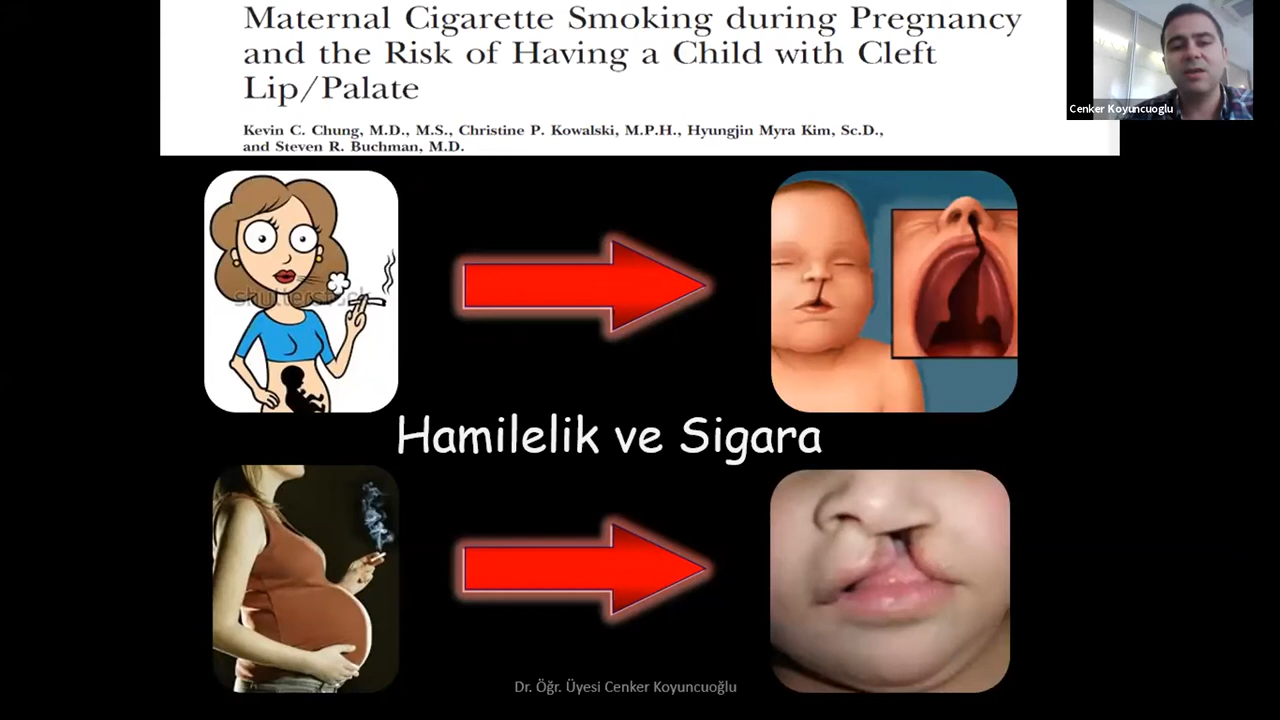 Maternal Cigarette Smoking during Pregnancy
and the Risk of Having a Child with Cleft
Lip/Palate
Kevin C. Chung, M.D., M.S., Christine P. Kowalski, M.P.H., Hyungjin Myra Kim, Sc.D.,
and Steven R. Buchman, M.D.
Cenker Koyuncuoglu
shutterstock
Hamilelik ve Sigara
Dr. Öğr. Üyesi Cenker Koyuncuoğlu